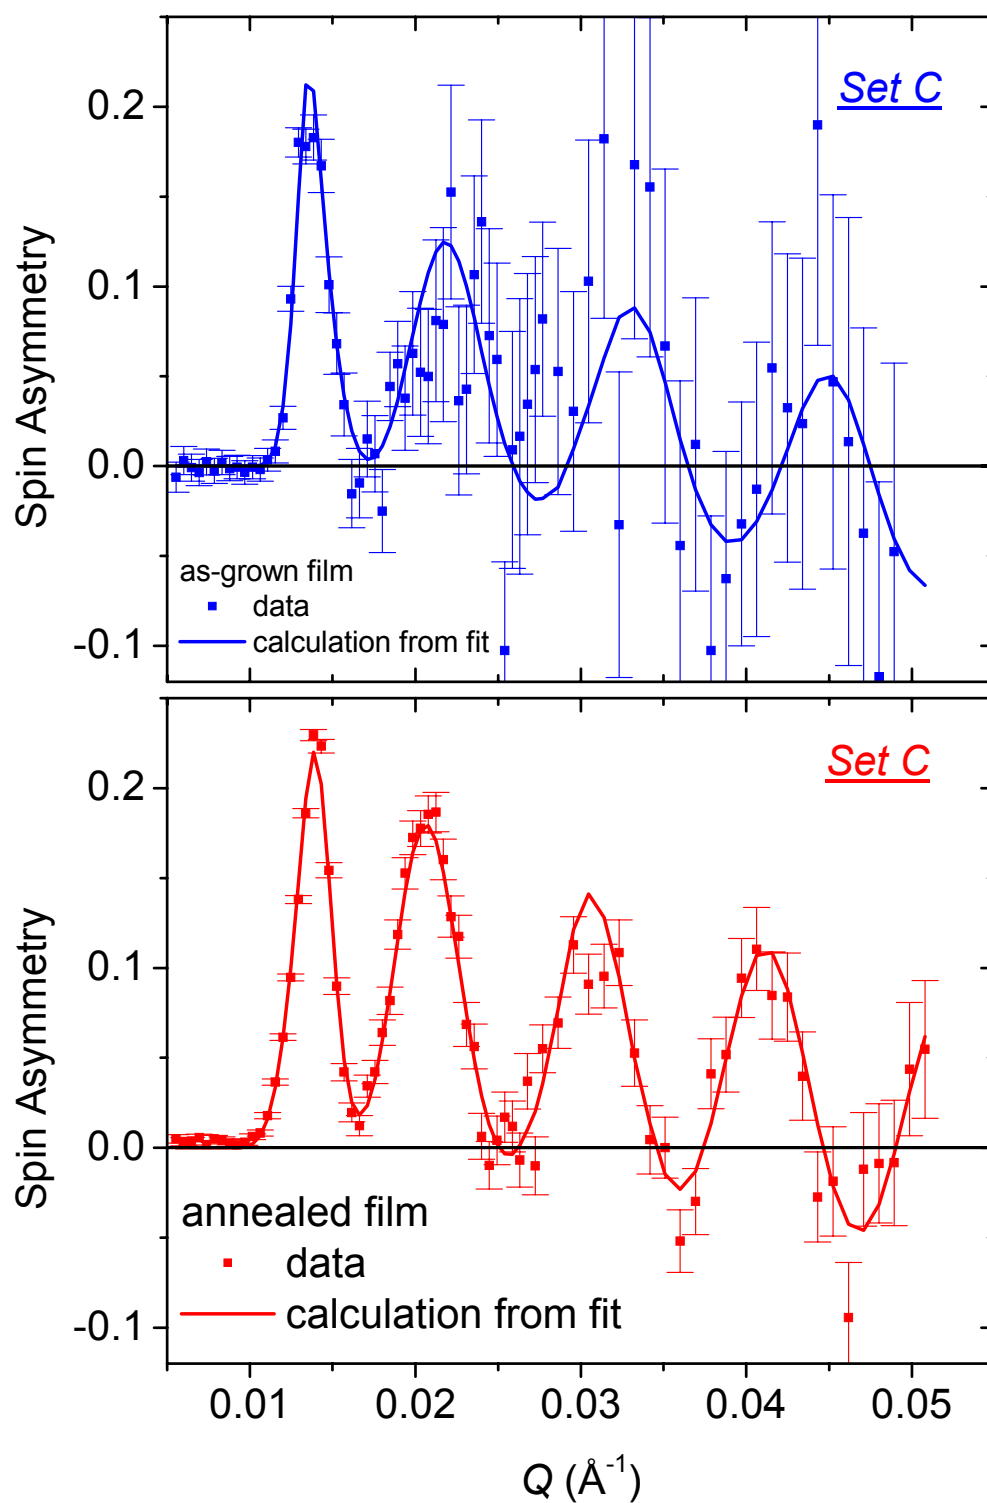 Set C
0.2
0.1
0.0
-0.1
Spin Asymmetry
as-grown film
data
calculation from fit
Set C
0.2
0.1
0.0
-0.1
Spin Asymmetry
annealed film
data
calculation from fit
0.01 0.02 0.03 0.04 0.05
Q (Å⁻¹)